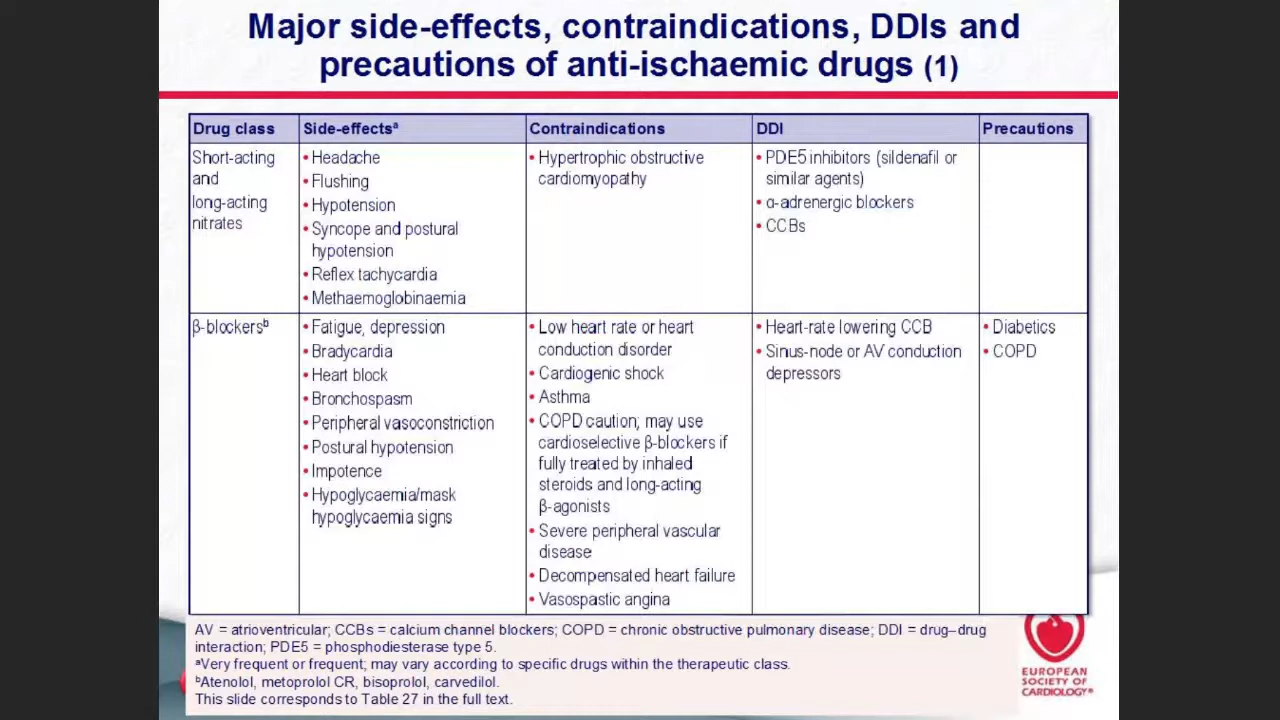 Major side-effects, contraindications, DDIs and
precautions of anti-ischaemic drugs (1)
Drug class
Side-effectsª
Contraindications
DDI
Precautions
Short-acting
and
long-acting
nitrates
• Headache
• Flushing
• Hypotension
• Syncope and postural
hypotension
• Reflex tachycardia
• Methaemoglobinaemia
• Hypertrophic obstructive
cardiomyopathy
• PDE5 inhibitors (sildenafil or
similar agents)
• α-adrenergic blockers
• CCBs
β-blockersᵇ
• Fatigue, depression
• Bradycardia
• Heart block
• Bronchospasm
• Peripheral vasoconstriction
• Postural hypotension
• Impotence
• Hypoglycaemia/mask
hypoglycaemia signs
• Low heart rate or heart
conduction disorder
• Cardiogenic shock
• Asthma
• COPD caution; may use
cardioselective β-blockers if
fully treated by inhaled
steroids and long-acting
β-agonists
• Severe peripheral vascular
disease
• Decompensated heart failure
• Vasospastic angina
• Heart-rate lowering CCB
• Sinus-node or AV conduction
depressors
• Diabetics
• COPD
AV = atrioventricular; CCBs = calcium channel blockers; COPD = chronic obstructive pulmonary disease; DDI = drug–drug
interaction; PDE5 = phosphodiesterase type 5.
ªVery frequent or frequent; may vary according to specific drugs within the therapeutic class.
ᵇAtenolol, metoprolol CR, bisoprolol, carvedilol.
This slide corresponds to Table 27 in the full text.
EUROPEAN
SOCIETY OF
CARDIOLOGY®